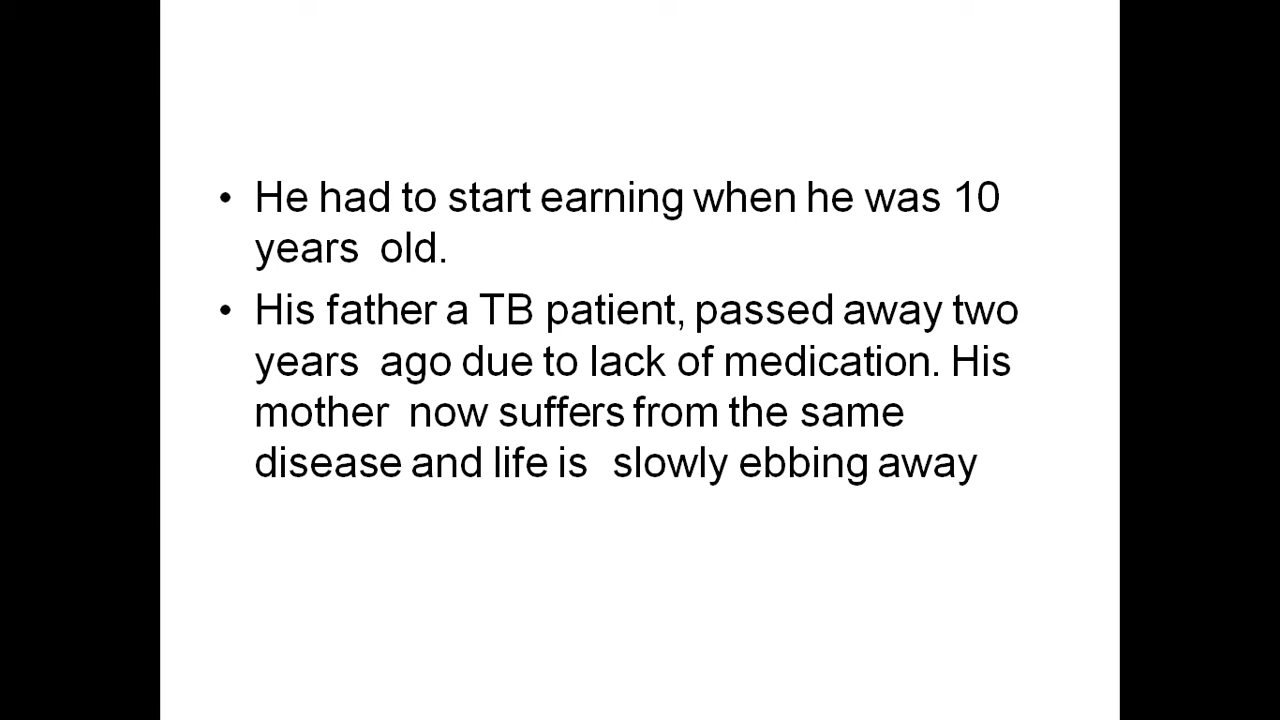 • He had to start earning when he was 10
years old.
• His father a TB patient, passed away two
years ago due to lack of medication. His
mother now suffers from the same
disease and life is slowly ebbing away